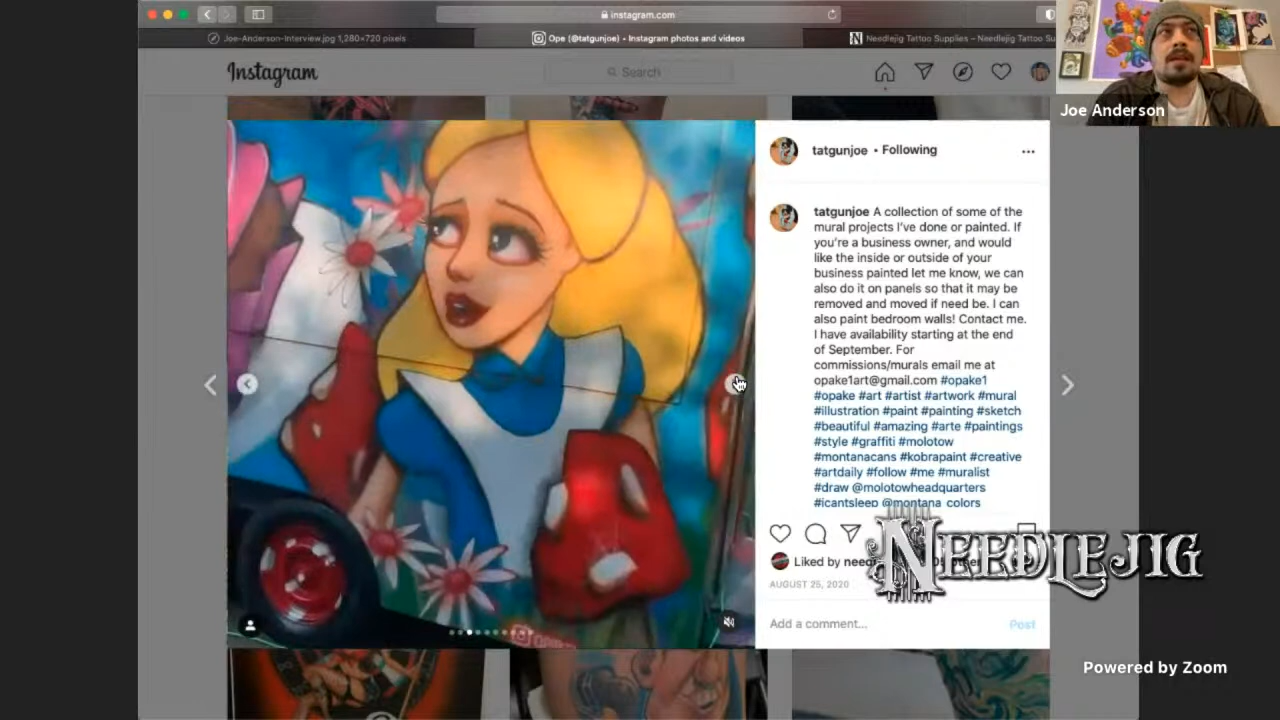 instagram.com
Joe-Anderson-Interview.jpg 1,280×720 pixels
Ope (@tatgunjoe) • Instagram photos and videos
Needlejig Tattoo Supplies – Needlejig Tattoo Su
Instagram
Search
Joe Anderson
tatgunjoe • Following
tatgunjoe A collection of some of the
mural projects I've done or painted. If
you're a business owner, and would
like the inside or outside of your
business painted let me know, we can
also do it on panels so that it may be
removed and moved if need be. I can
also paint bedroom walls! Contact me.
I have availability starting at the end
of September. For
commissions/murals email me at
opake1art@gmail.com #opake1
#opake #art #artist #artwork #mural
#illustration #paint #painting #sketch
#beautiful #amazing #arte #paintings
#style #graffiti #molotow
#montanacans #kobrapaint #creative
#artdaily #follow #me #muralist
#draw @molotowheadquarters
#icantsleep @montana_colors
NEEDLEJIG
Liked by
AUGUST 25, 2020
Add a comment...
Post
Powered by Zoom